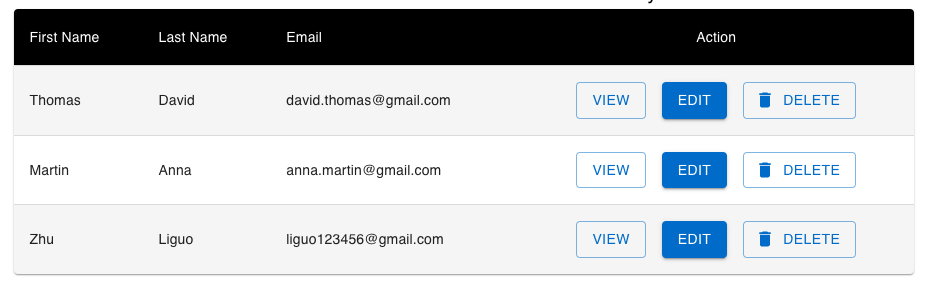 First Name Last Name Email Action
Thomas David david.thomas@gmail.com VIEW EDIT DELETE
Martin Anna anna.martin@gmail.com VIEW EDIT DELETE
Zhu Liguo liguo123456@gmail.com VIEW EDIT DELETE